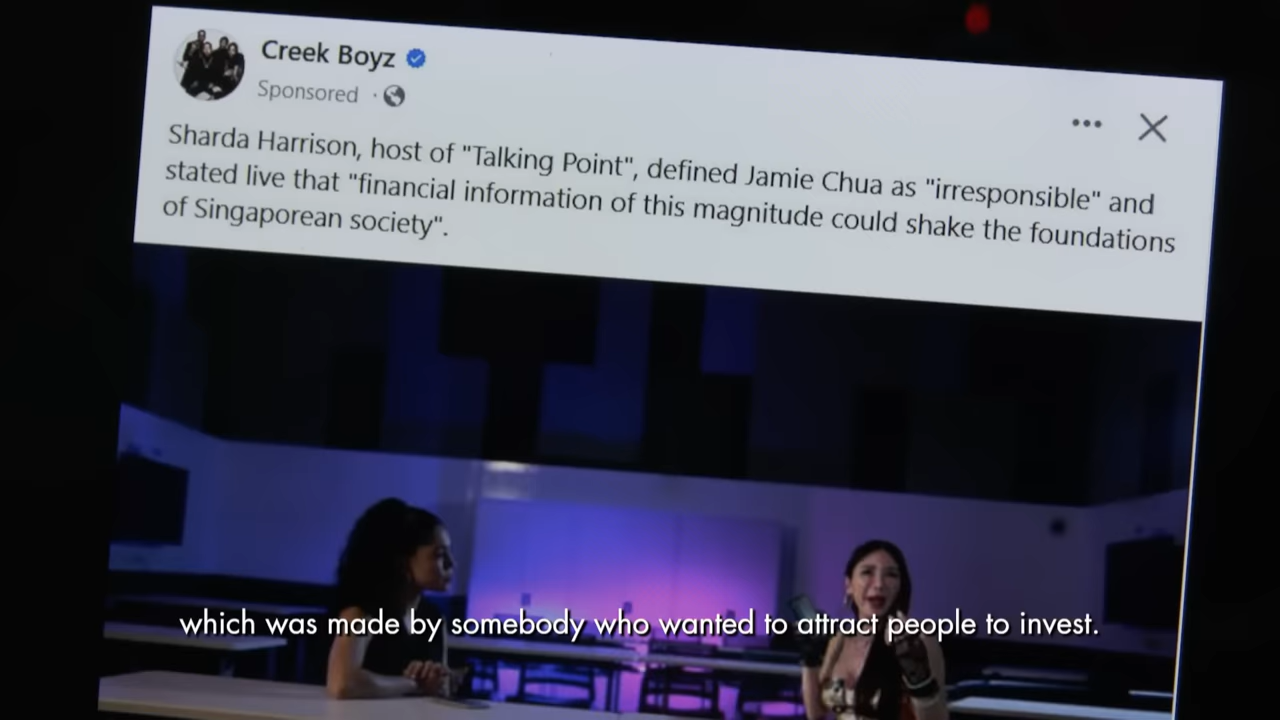 Creek Boyz
Sponsored ·
Sharda Harrison, host of "Talking Point", defined Jamie Chua as "irresponsible" and
stated live that "financial information of this magnitude could shake the foundations
of Singaporean society".
which was made by somebody who wanted to attract people to invest.